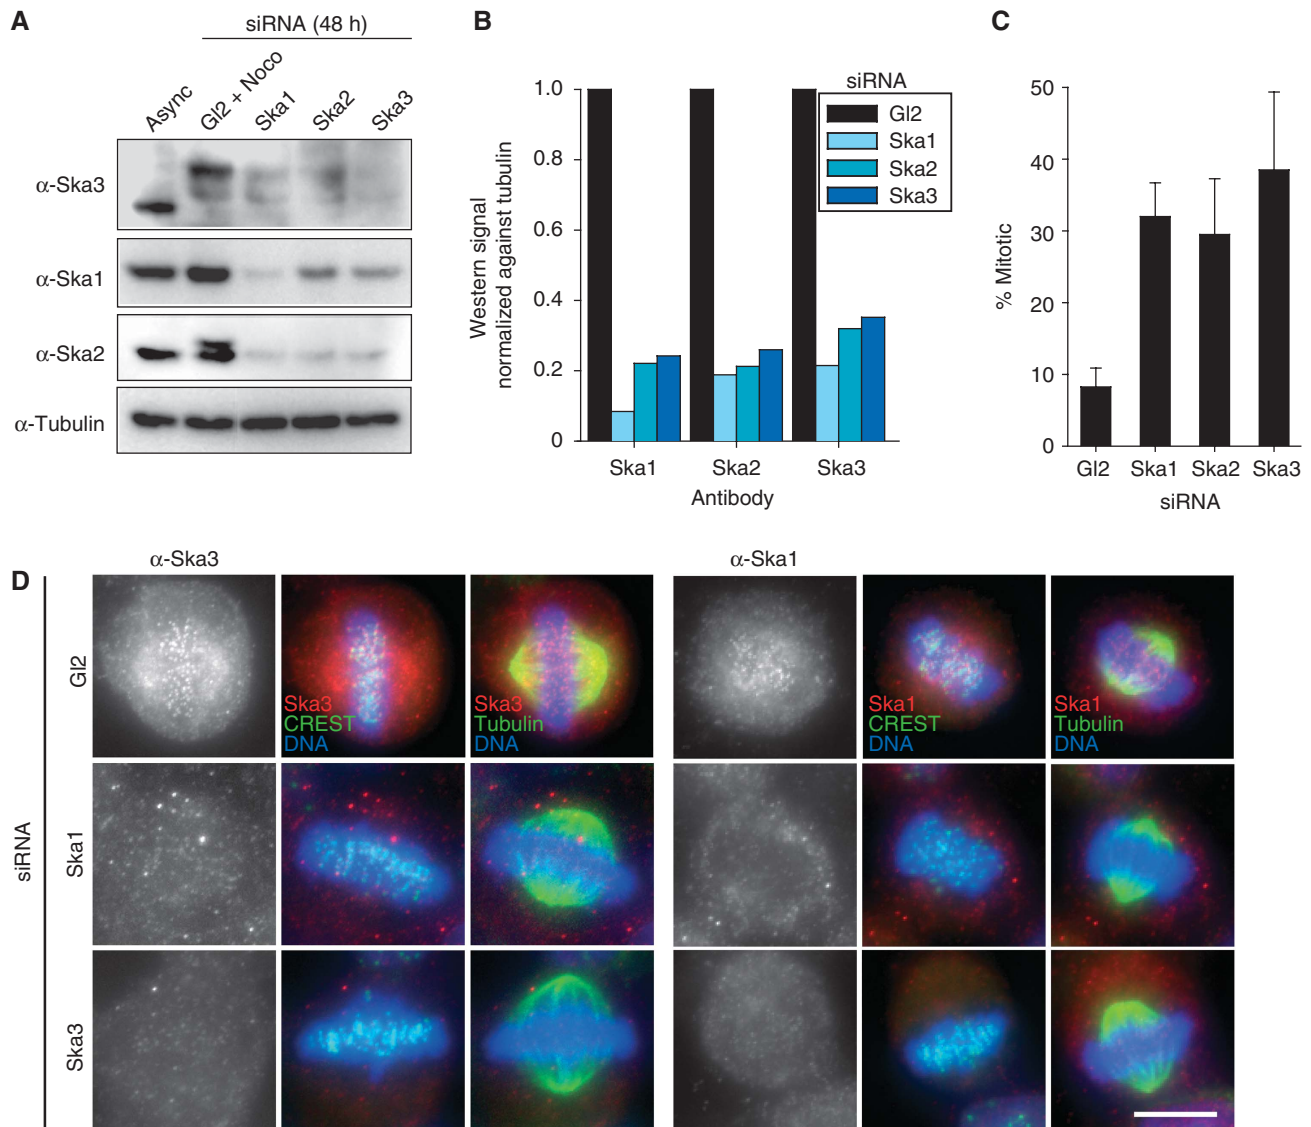 A
siRNA (48 h)
Async
Gl2 + Noco
Ska1
Ska2
Ska3
α-Ska3
α-Ska1
α-Ska2
α-Tubulin
B
Western signal
normalized against tubulin
1.0
0.8
0.6
0.4
0.2
0
Ska1
Ska2
Ska3
Antibody
siRNA
Gl2
Ska1
Ska2
Ska3
C
% Mitotic
50
40
30
20
10
0
Gl2
Ska1
Ska2
Ska3
siRNA
D
α-Ska3
α-Ska1
siRNA
Gl2
Ska3
CREST
DNA
Ska3
Tubulin
DNA
Ska1
CREST
DNA
Ska1
Tubulin
DNA
Ska1
Ska3